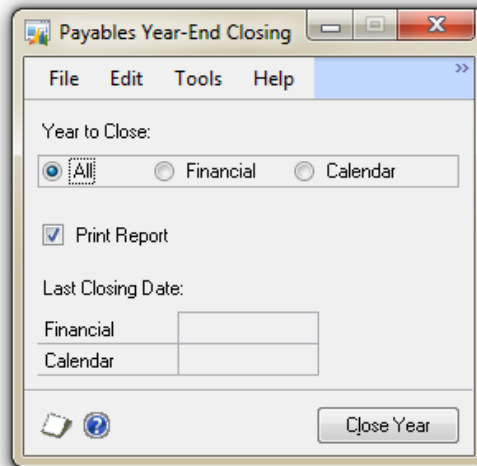 Payables Year-End Closing
File Edit Tools Help
Year to Close:
All Financial Calendar
Print Report
Last Closing Date:
Financial
Calendar
Close Year